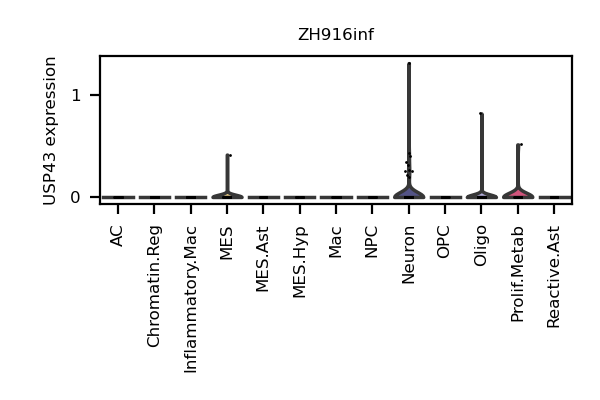 ZH916inf
USP43 expression
1
0
AC
Chromatin.Reg
Inflammatory.Mac
MES
MES.Ast
MES.Hyp
Mac
NPC
Neuron
OPC
Oligo
Prolif.Metab
Reactive.Ast